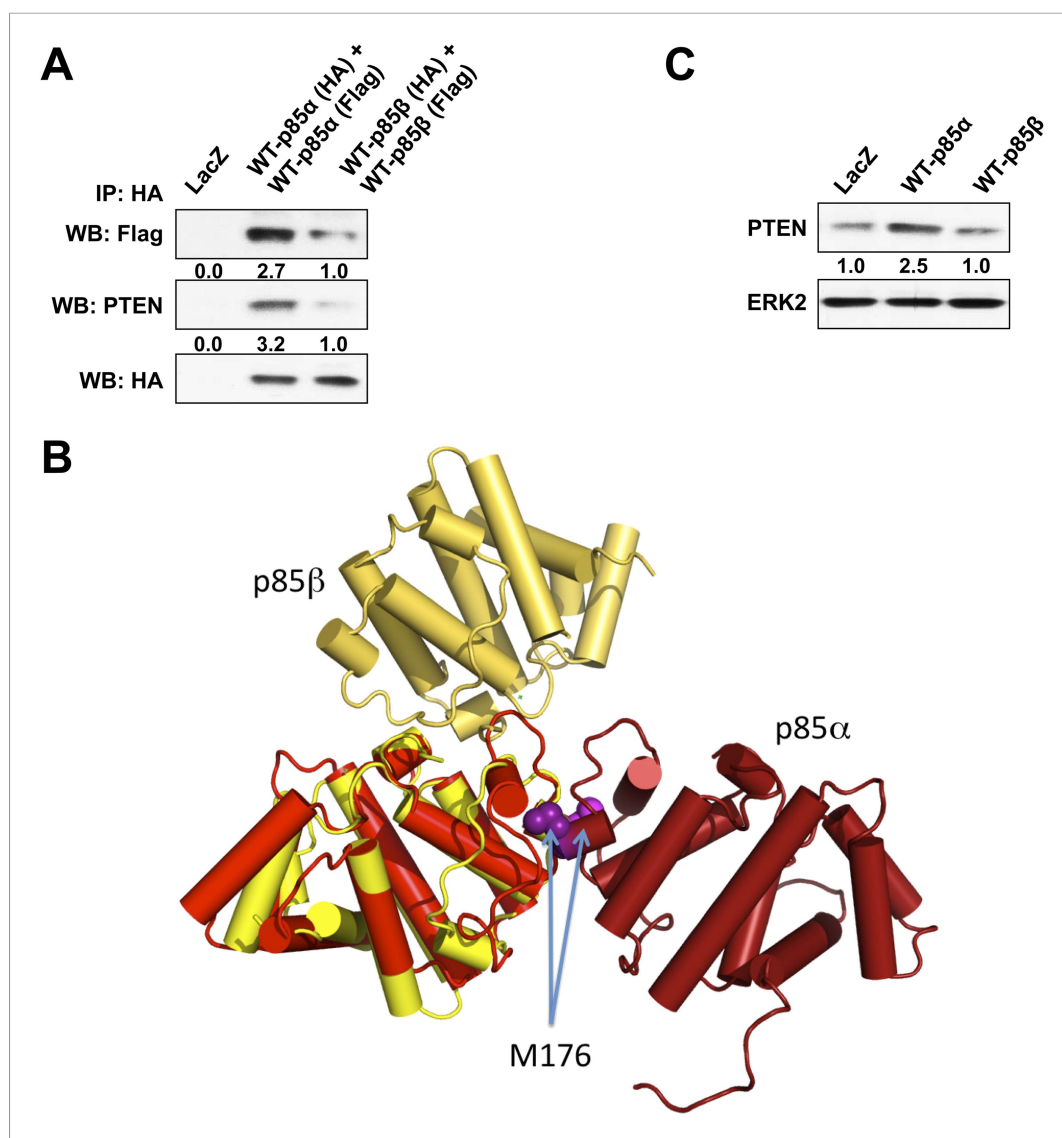 A
LacZ
WT-p85α (HA) +
WT-p85α (Flag)
WT-p85β (HA) +
WT-p85β (Flag)
IP: HA
WB: Flag
0.0 2.7 1.0
WB: PTEN
0.0 3.2 1.0
WB: HA
C
LacZ
WT-p85α
WT-p85β
PTEN
1.0 2.5 1.0
ERK2
B
p85β
p85α
M176